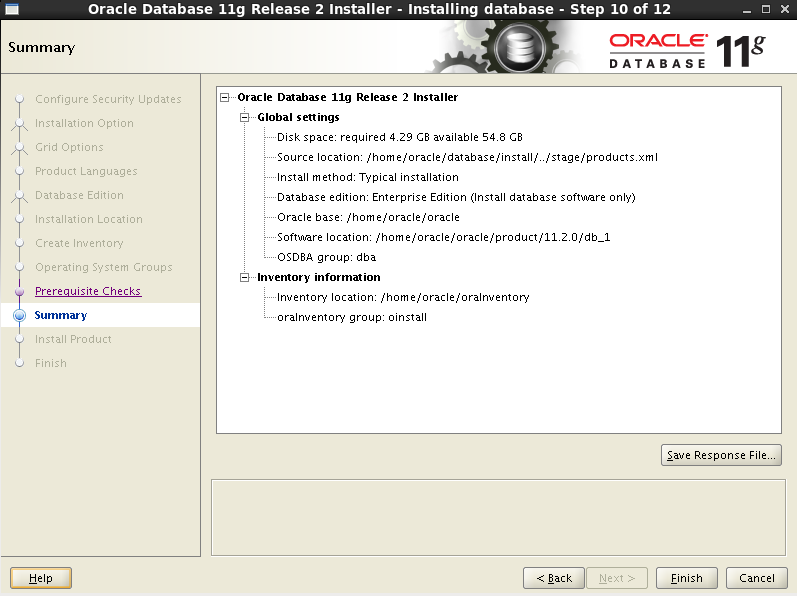 Oracle Database 11g Release 2 Installer - Installing database - Step 10 of 12
Summary
ORACLE
DATABASE
11g
Configure Security Updates
Installation Option
Grid Options
Product Languages
Database Edition
Installation Location
Create Inventory
Operating System Groups
Prerequisite Checks
Summary
Install Product
Finish
Oracle Database 11g Release 2 Installer
Global settings
Disk space: required 4.29 GB available 54.8 GB
Source location: /home/oracle/database/install/../stage/products.xml
Install method: Typical installation
Database edition: Enterprise Edition (Install database software only)
Oracle base: /home/oracle/oracle
Software location: /home/oracle/oracle/product/11.2.0/db_1
OSDBA group: dba
Inventory information
Inventory location: /home/oracle/oraInventory
oraInventory group: oinstall
Save Response File...
Help
< Back
Next >
Finish
Cancel